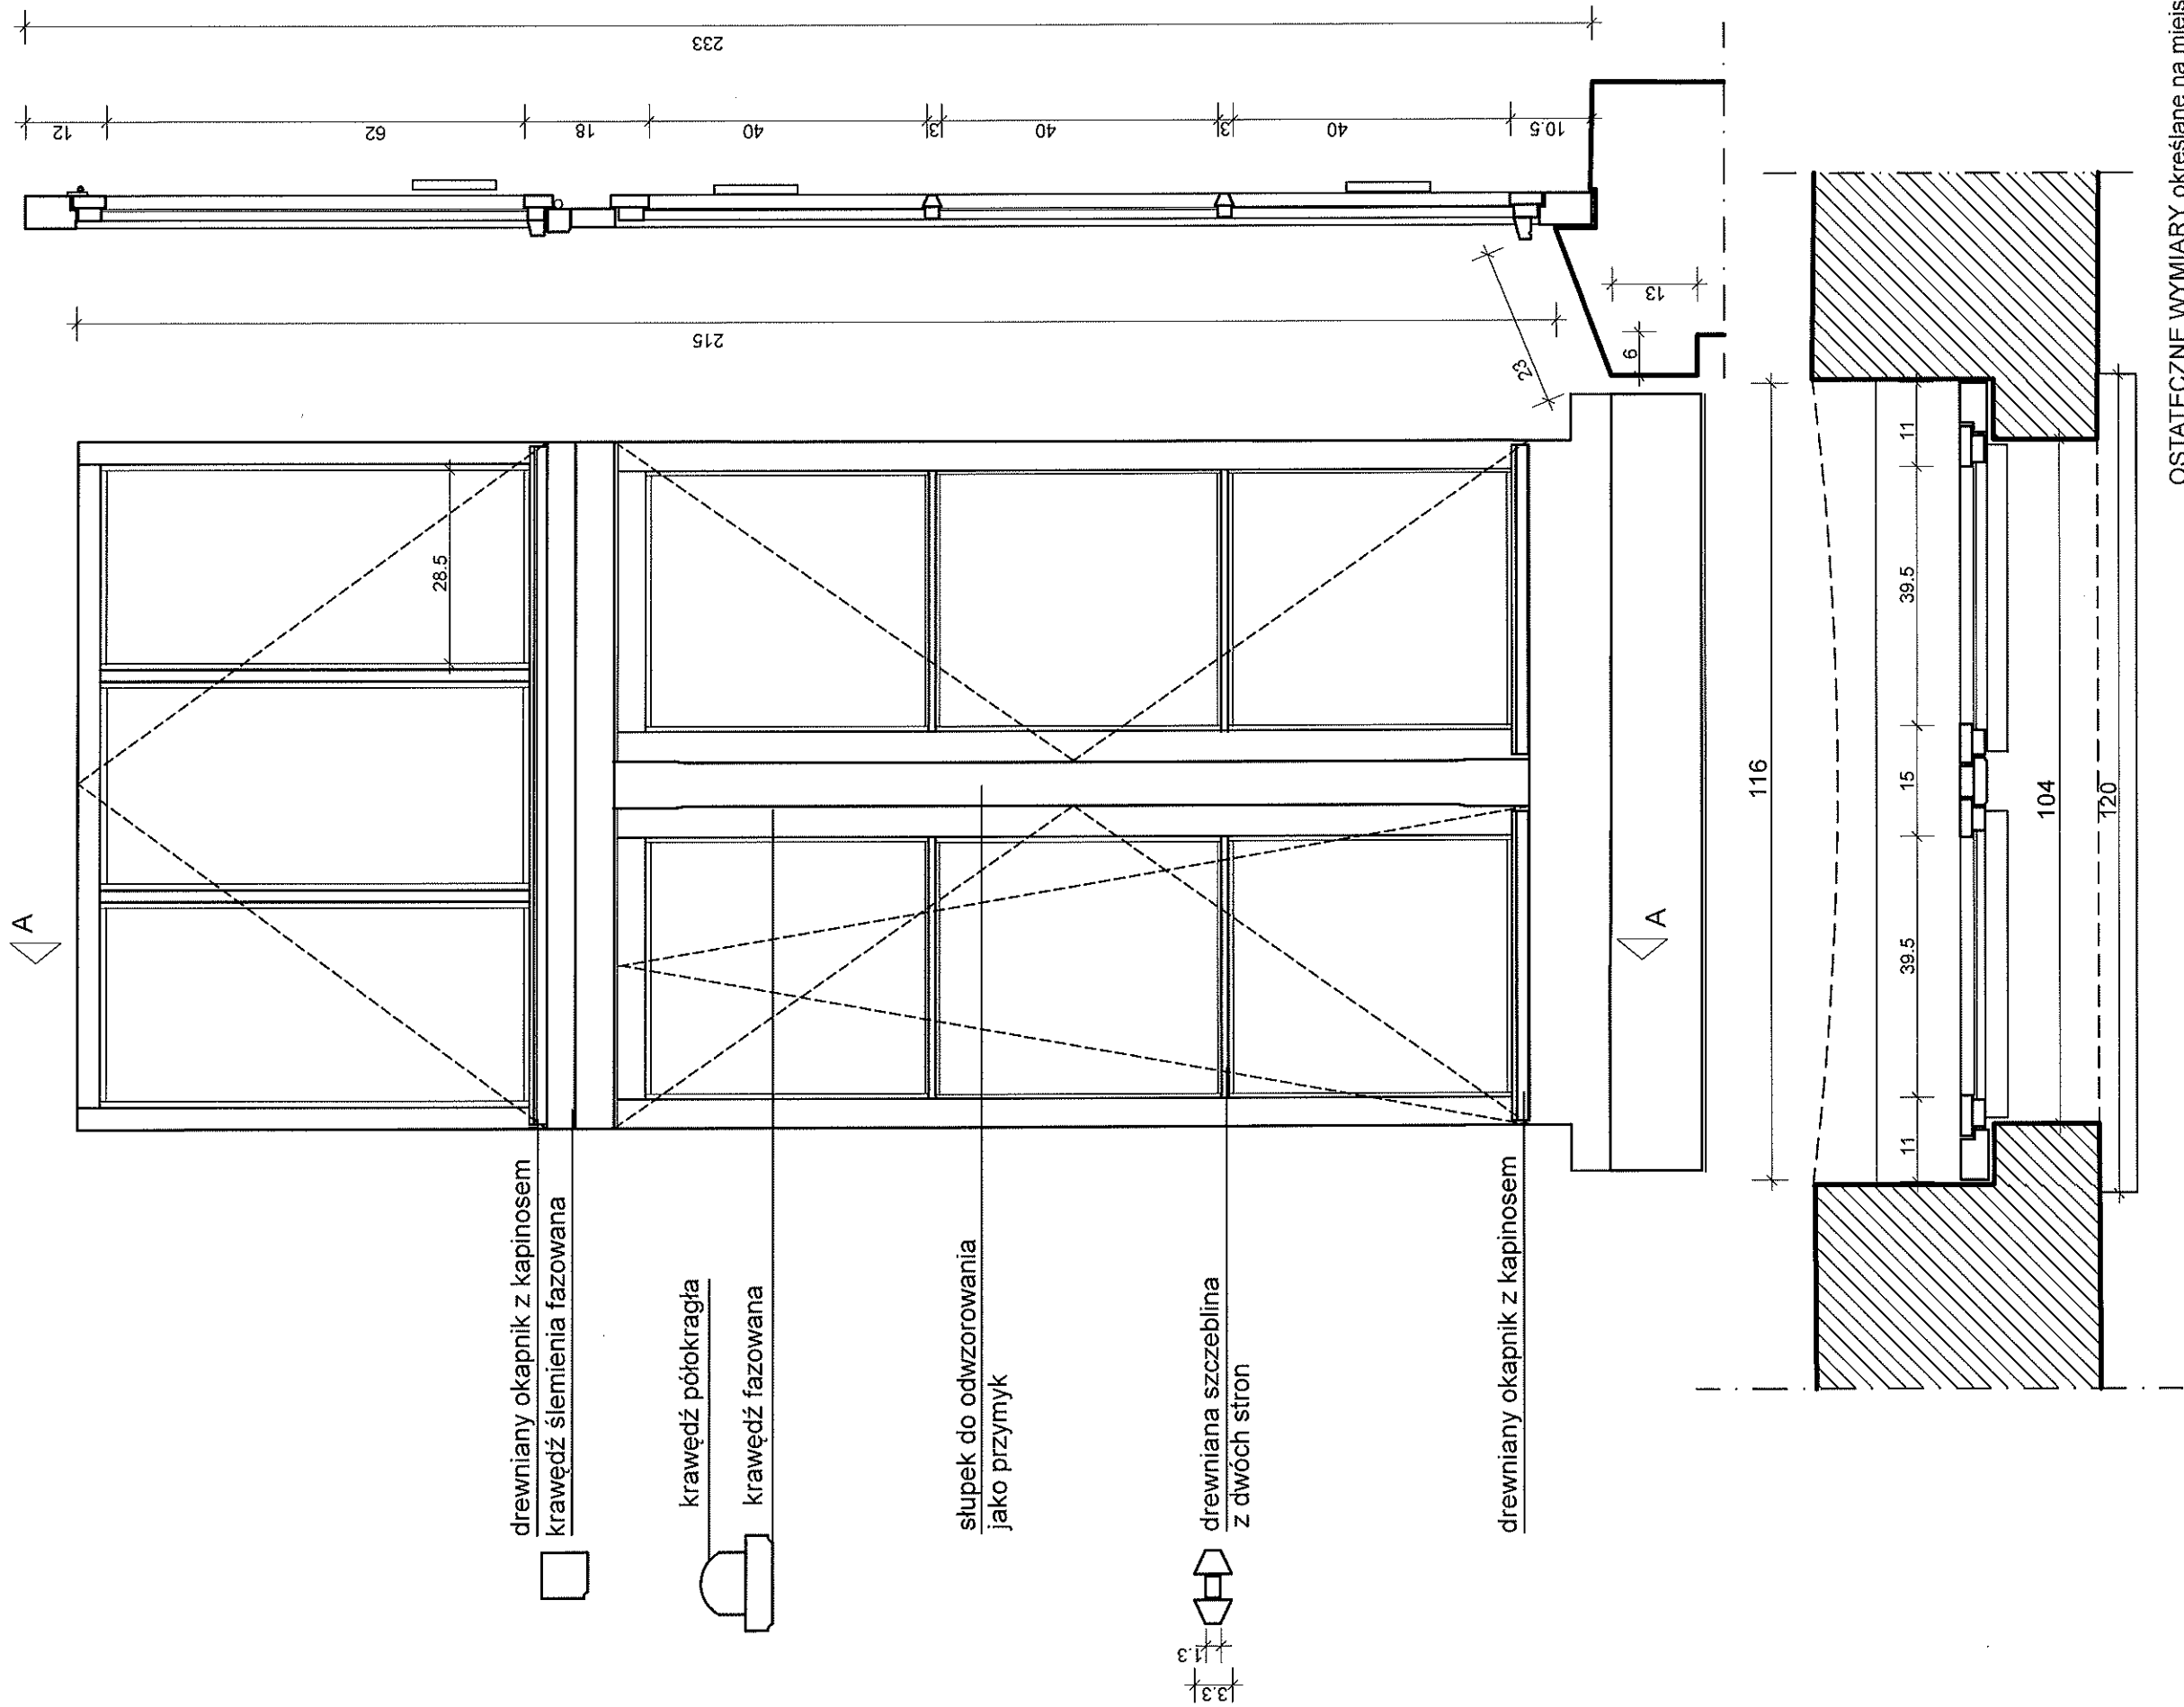 A
233
12
62
18
40
3
40
3
40
10.5
215
28.5
13
6
23
drewniany okapnik z kapinosem
krawędź ślemienia fazowana
krawędź półokrągła
krawędź fazowana
słupek do odwzorowania
jako przymyk
drewniana szczeblina
z dwóch stron
1.3
3.3
drewniany okapnik z kapinosem
A
116
11
39.5
15
39.5
11
104
120
OSTATECZNE WYMIARY określane na miejs